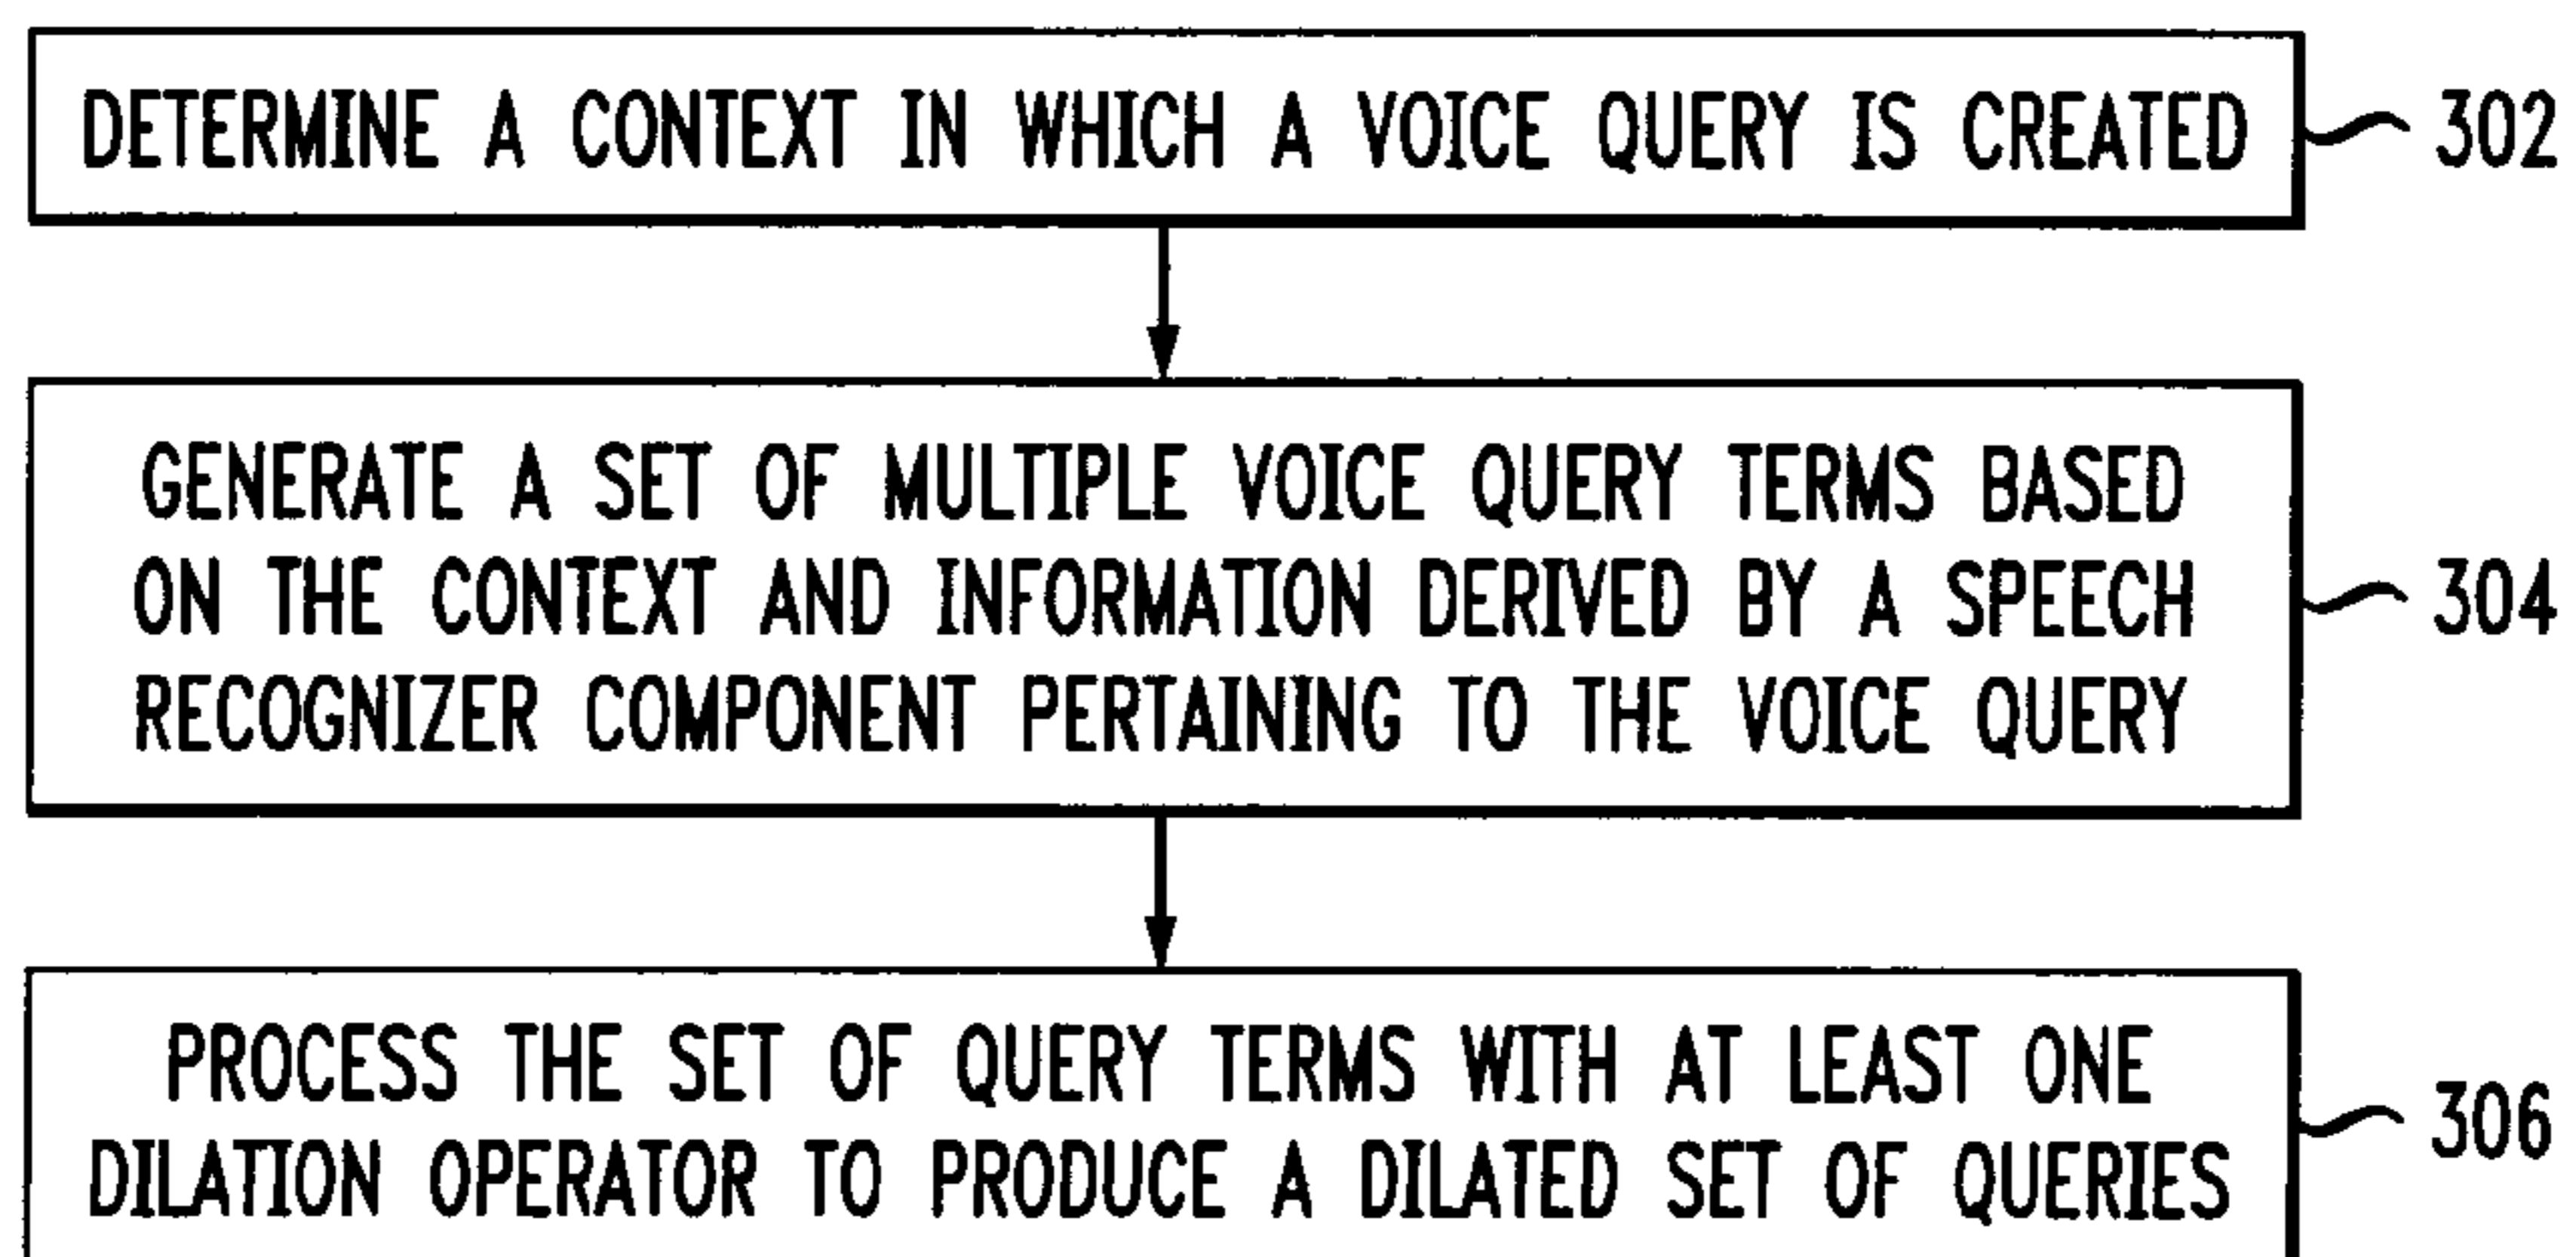 DETERMINE A CONTEXT IN WHICH A VOICE QUERY IS CREATED
302
GENERATE A SET OF MULTIPLE VOICE QUERY TERMS BASED
ON THE CONTEXT AND INFORMATION DERIVED BY A SPEECH
RECOGNIZER COMPONENT PERTAINING TO THE VOICE QUERY
304
PROCESS THE SET OF QUERY TERMS WITH AT LEAST ONE
DILATION OPERATOR TO PRODUCE A DILATED SET OF QUERIES
306